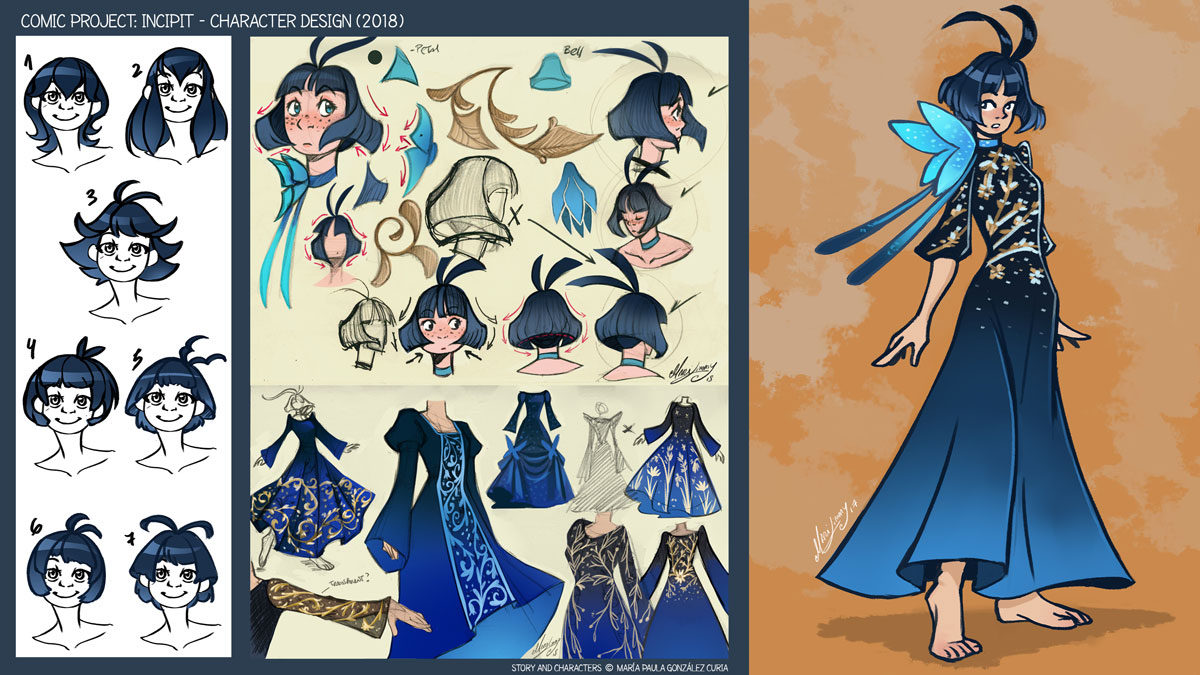 COMIC PROJECT: INCIPIT - CHARACTER DESIGN (2018)
1
2
3
4
5
6
7
-PETAL
Bell
X
X
STORY AND CHARACTERS © MARÍA PAULA GONZÁLEZ CURIA